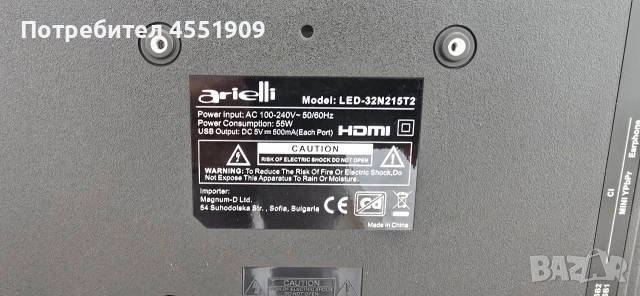 Потребител 4551909
arielli
Model: LED-32N215T2
Power Input: AC 100-240V~ 50/60Hz
Power Consumption: 55W
USB Output: DC 5V⎓500mA(Each Port)
HDMI
CAUTION
RISK OF ELECTRIC SHOCK DO NOT OPEN
WARNING: To Reduce The Risk Of Fire Or Electric Shock,Do
Not Expose This Apparatus To Rain Or Moisture.
Importer:
Magnum-D Ltd.
54 Suhodolska Str., Sofia, Bulgaria
CE
CAUTION
Earphone
MINI YPbPr
CI
SB2
SB1
BAZAR